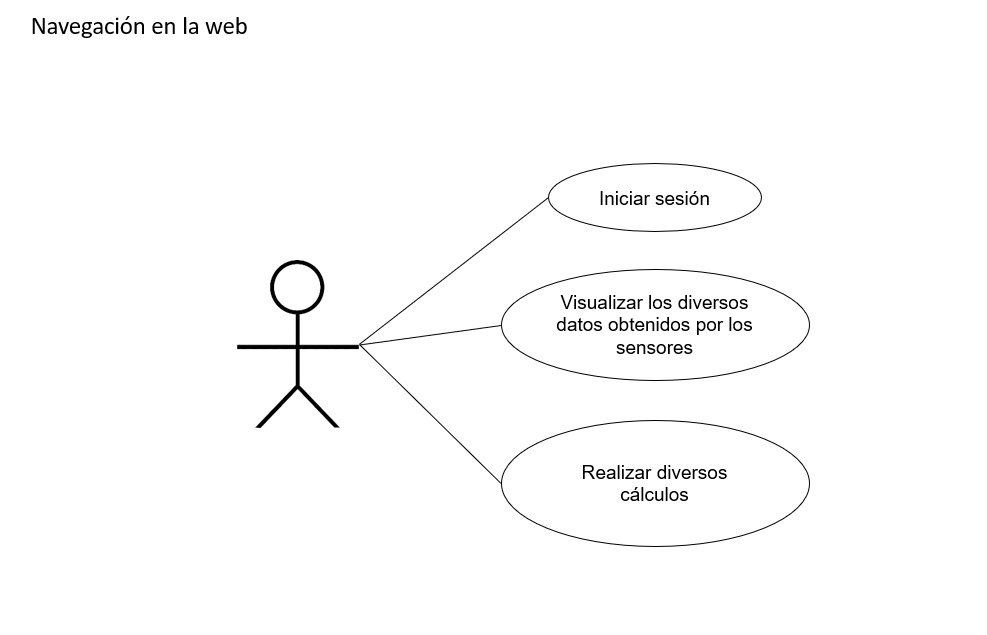 Navegación en la web
Iniciar sesión
Visualizar los diversos
datos obtenidos por los
sensores
Realizar diversos
cálculos